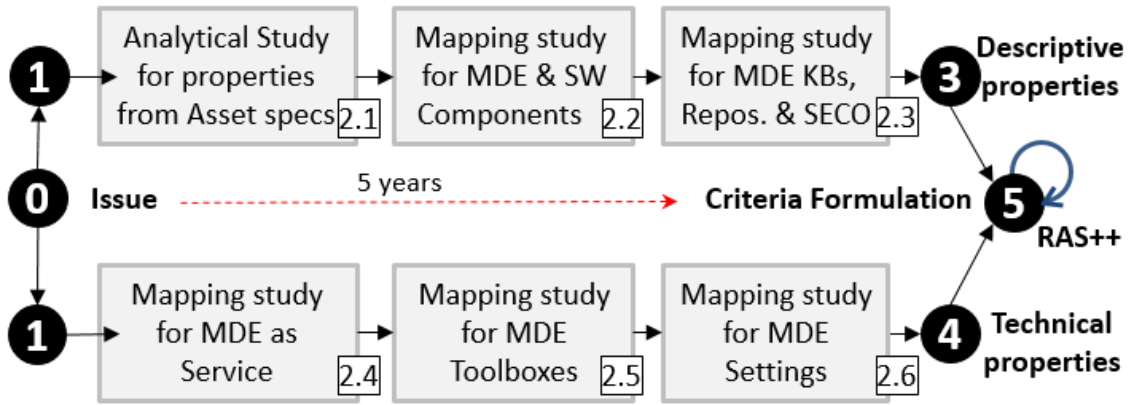 1
Analytical Study
for properties
from Asset specs
2.1
Mapping study
for MDE & SW
Components
2.2
Mapping study
for MDE KBs,
Repos. & SECO
2.3
3
Descriptive
properties
0
Issue
5 years
Criteria Formulation
5
RAS++
1
Mapping study
for MDE as
Service
2.4
Mapping study
for MDE
Toolboxes
2.5
Mapping study
for MDE
Settings
2.6
4
Technical
properties